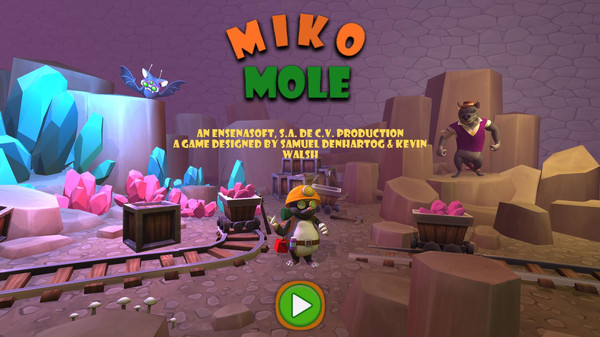 MIKO
MOLE
AN ENSENASOFT, S.A. DE C.V. PRODUCTION
A GAME DESIGNED BY SAMUEL DENHARTOG & KEVIN
WALSH